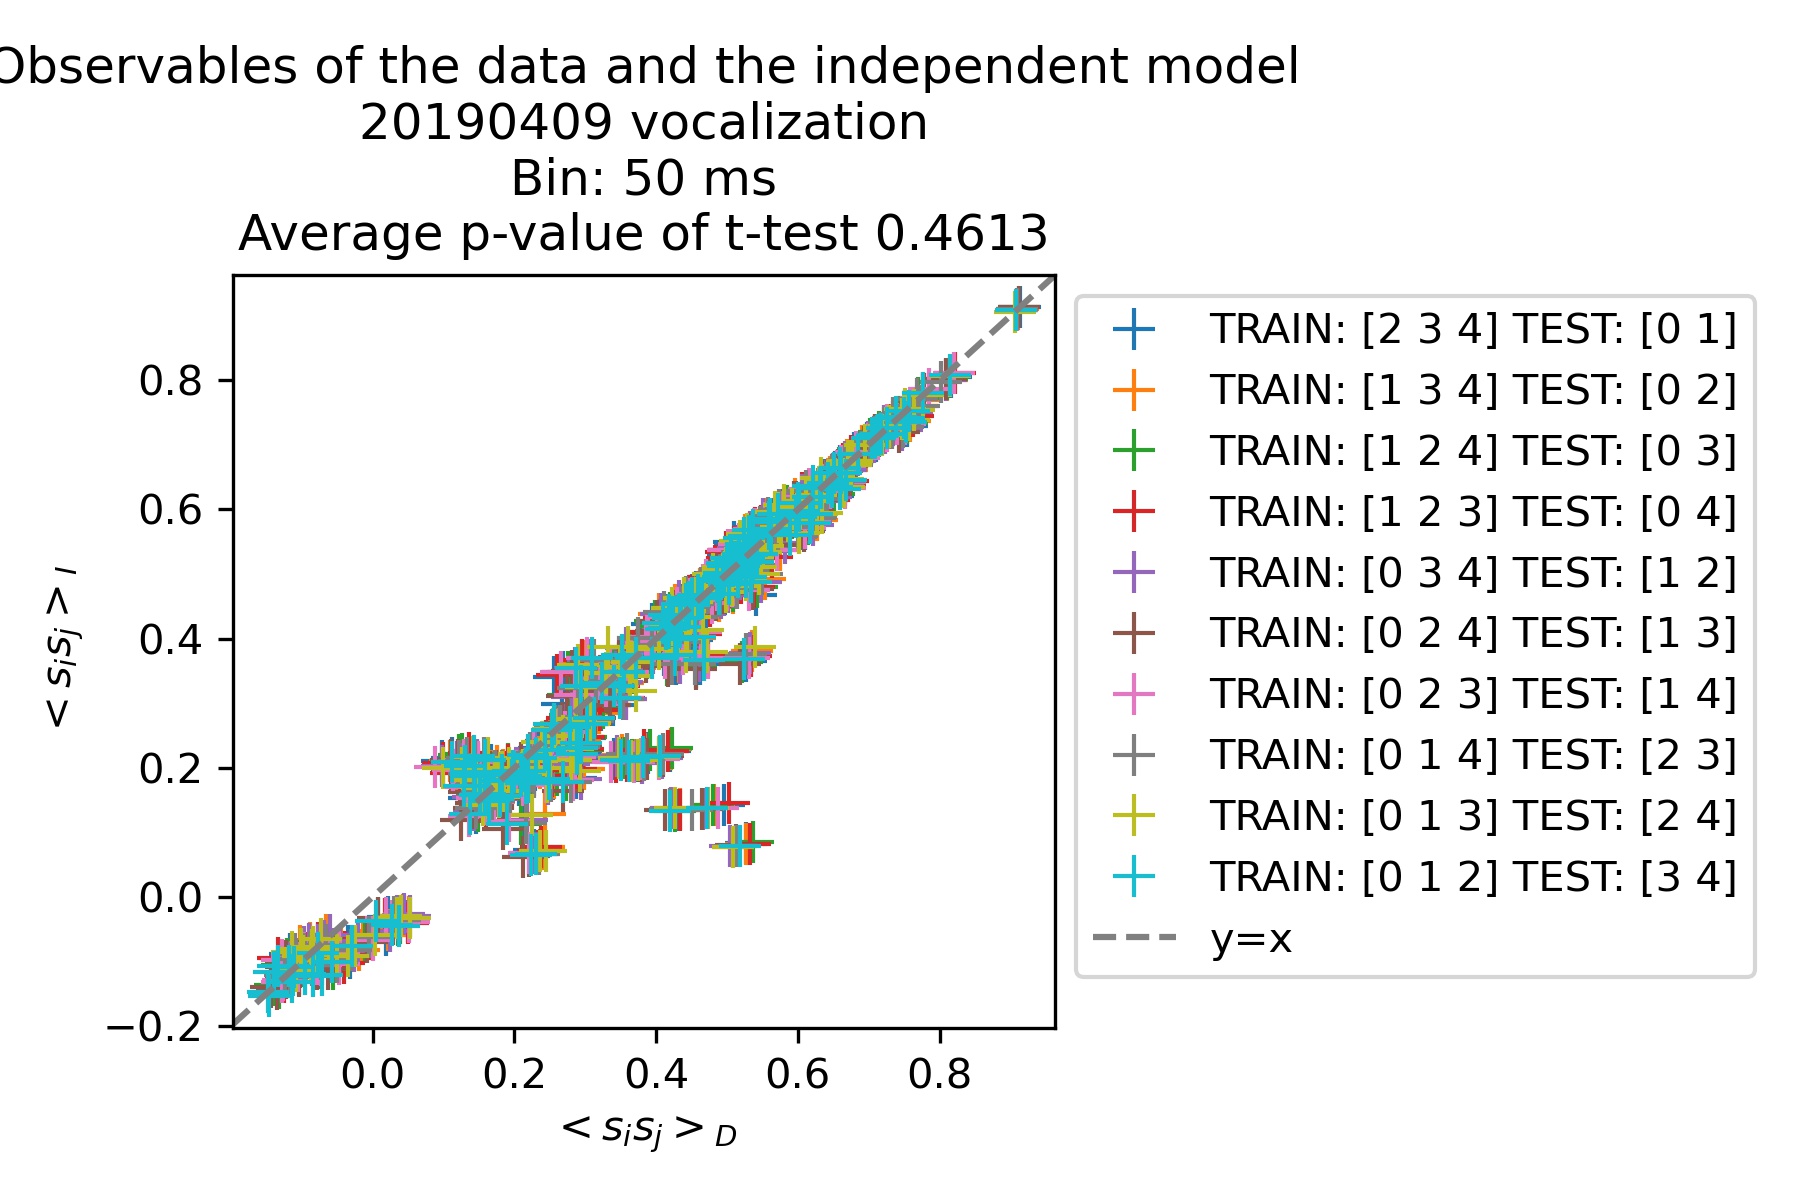 Observables of the data and the independent model
20190409 vocalization
Bin: 50 ms
Average p-value of t-test 0.4613
<s_i s_j>_I
0.8
0.6
0.4
0.2
0.0
−0.2
0.0 0.2 0.4 0.6 0.8
<s_i s_j>_D
TRAIN: [2 3 4] TEST: [0 1]
TRAIN: [1 3 4] TEST: [0 2]
TRAIN: [1 2 4] TEST: [0 3]
TRAIN: [1 2 3] TEST: [0 4]
TRAIN: [0 3 4] TEST: [1 2]
TRAIN: [0 2 4] TEST: [1 3]
TRAIN: [0 2 3] TEST: [1 4]
TRAIN: [0 1 4] TEST: [2 3]
TRAIN: [0 1 3] TEST: [2 4]
TRAIN: [0 1 2] TEST: [3 4]
y=x